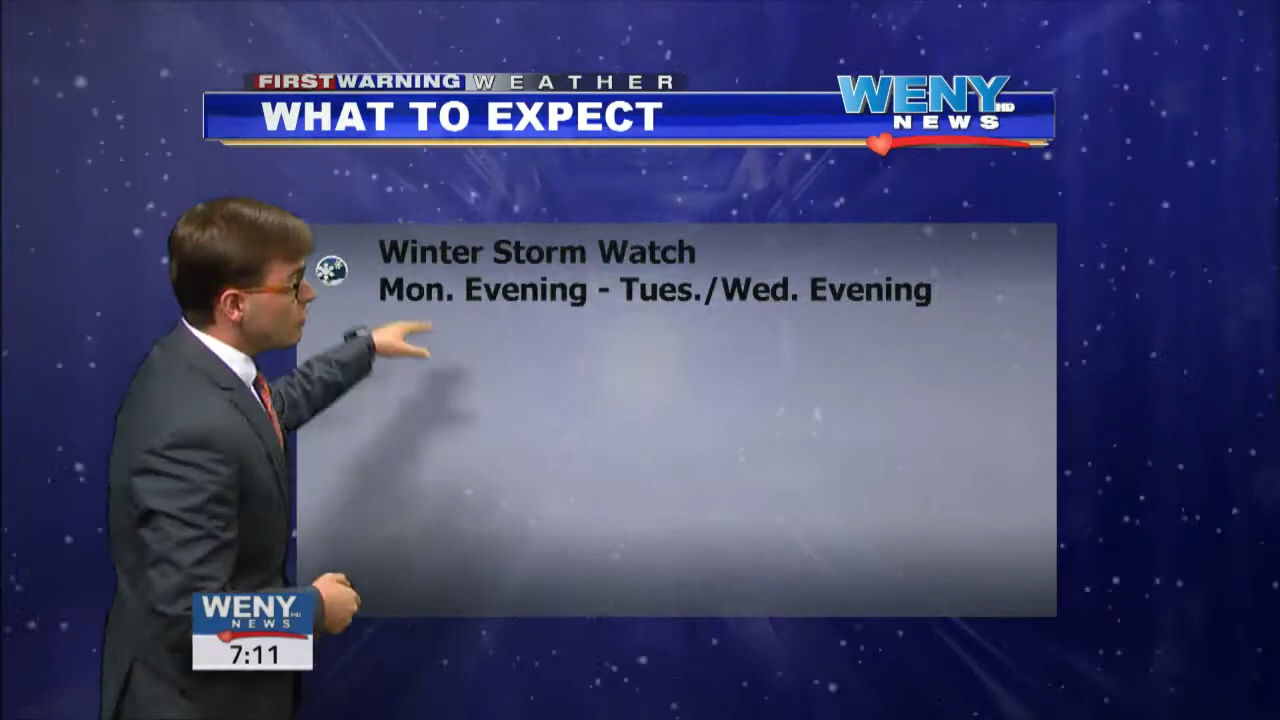 FIRST WARNING WEATHER
WHAT TO EXPECT
WENY HD
NEWS
Winter Storm Watch
Mon. Evening - Tues./Wed. Evening
WENY HD
NEWS
7:11